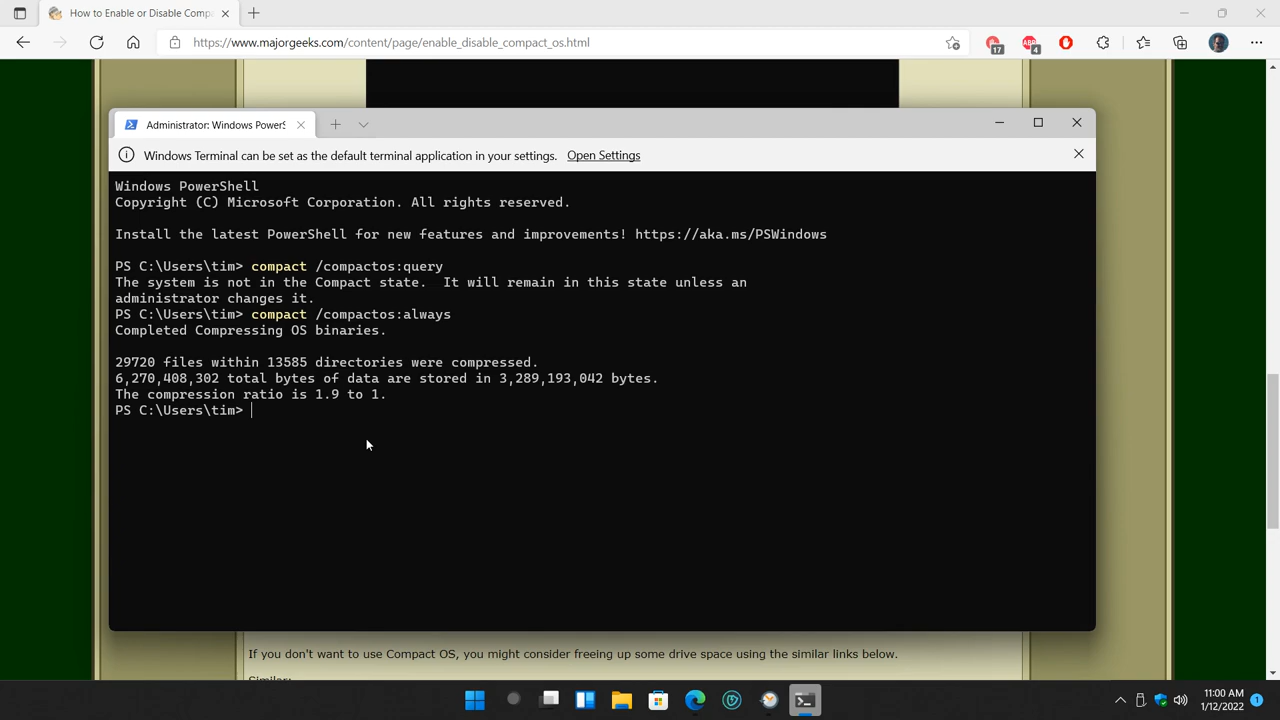 How to Enable or Disable Compa
https://www.majorgeeks.com/content/page/enable_disable_compact_os.html
17
ABP
4
Administrator: Windows PowerS
Windows Terminal can be set as the default terminal application in your settings. Open Settings
Windows PowerShell
Copyright (C) Microsoft Corporation. All rights reserved.
Install the latest PowerShell for new features and improvements! https://aka.ms/PSWindows
PS C:\Users\tim> compact /compactos:query
The system is not in the Compact state.  It will remain in this state unless an
administrator changes it.
PS C:\Users\tim> compact /compactos:always
Completed Compressing OS binaries.
29720 files within 13585 directories were compressed.
6,270,408,302 total bytes of data are stored in 3,289,193,042 bytes.
The compression ratio is 1.9 to 1.
PS C:\Users\tim>
If you don't want to use Compact OS, you might consider freeing up some drive space using the similar links below.
Similar:
11:00 AM
1/12/2022
1